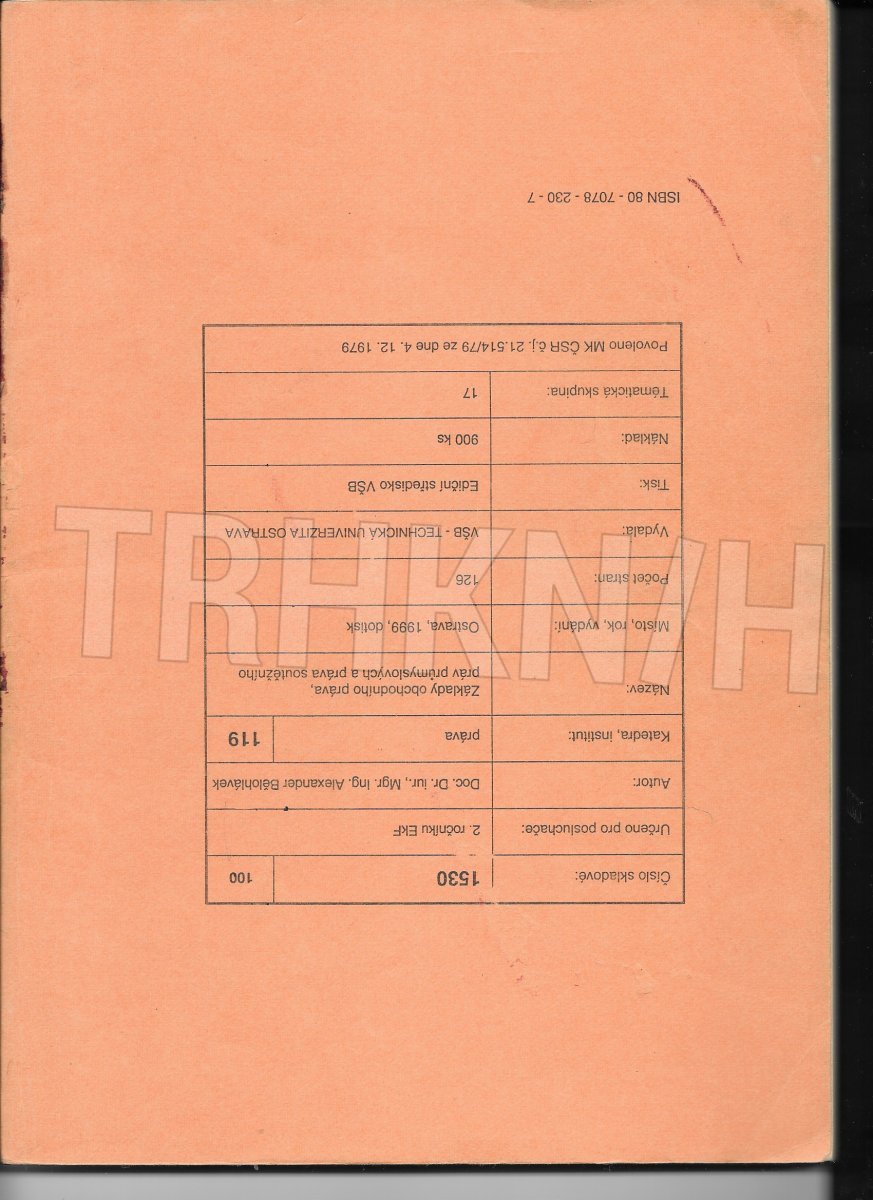 Číslo skladové: 1530 100
Určeno pro posluchače: 2. ročníku EkF
Autor: Doc. Dr. iur., Mgr. Ing. Alexander Bělohlávek
Katedra, institut: práva 119
Název: Základy obchodního práva,
práv průmyslových a práva soutěžního
Místo, rok, vydání: Ostrava, 1999, dotisk
Počet stran: 126
Vydala: VŠB - TECHNICKÁ UNIVERZITA OSTRAVA
Tisk: Ediční středisko VŠB
Náklad: 900 ks
Tématická skupina: 17
Povoleno MK ČSR č.j. 21.514/79 ze dne 4. 12. 1979
ISBN 80 - 7078 - 230 - 7
TRHKNIH